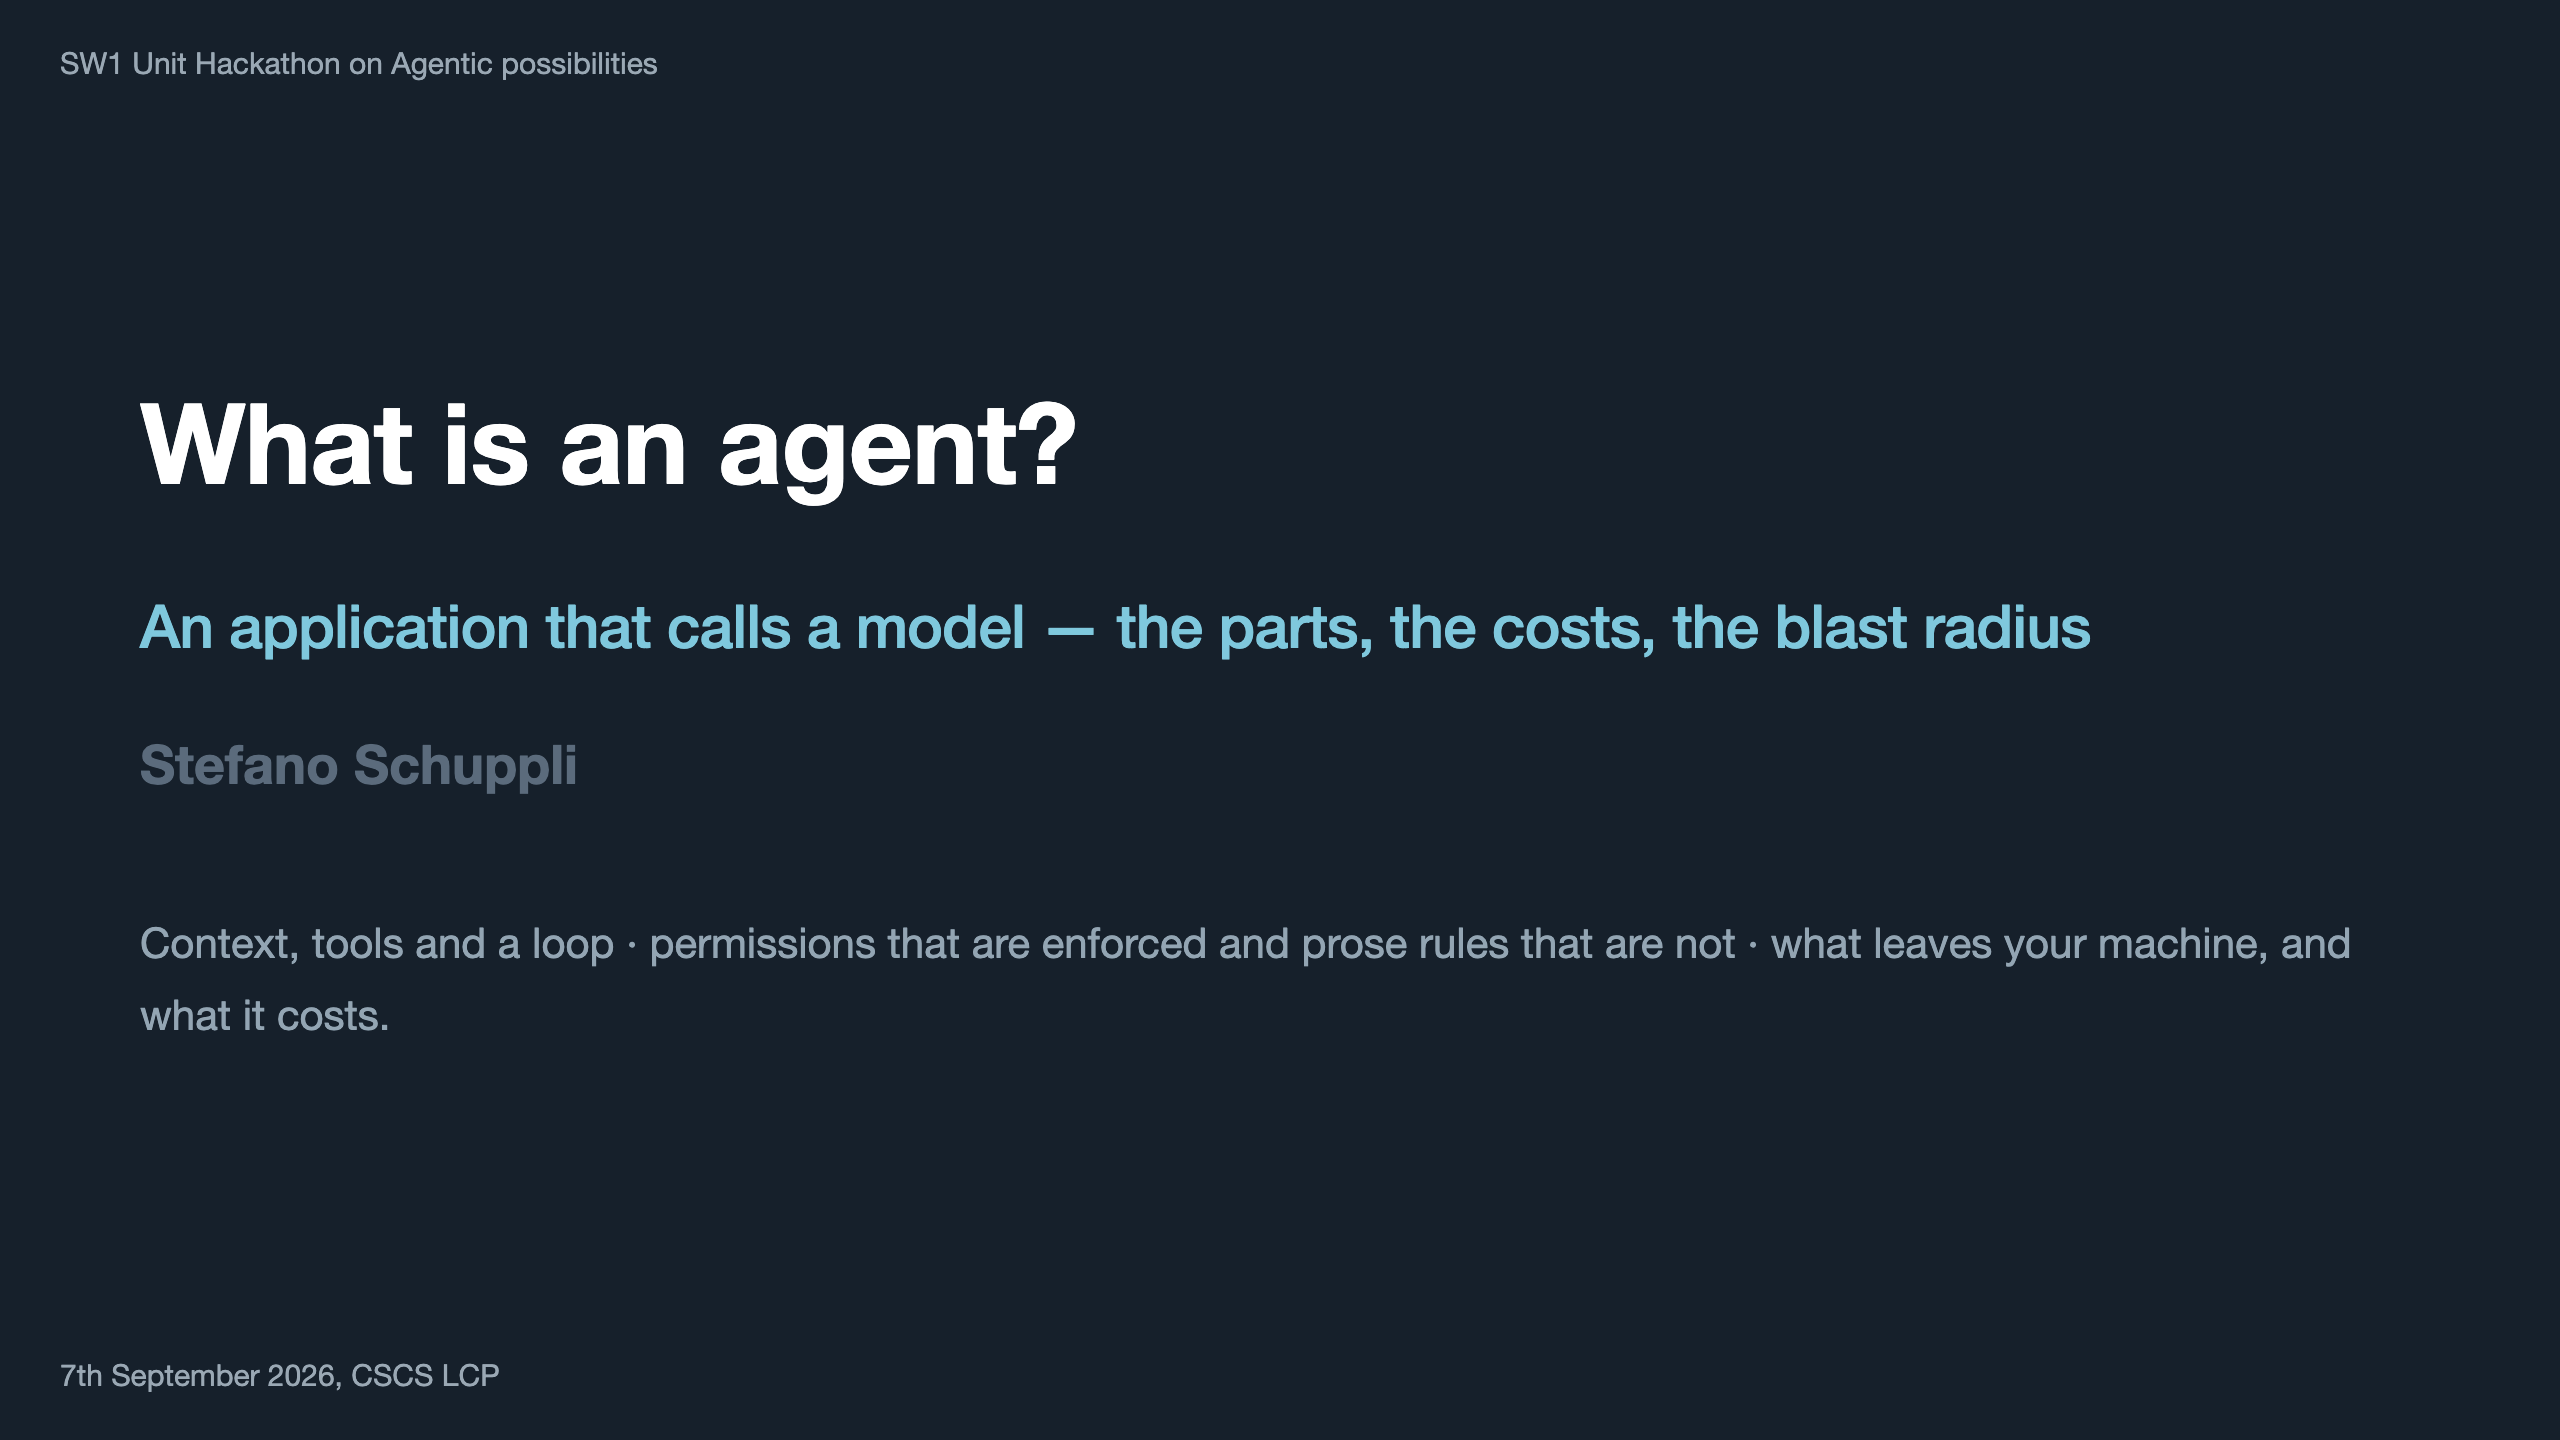 SW1 Unit Hackathon on Agentic possibilities
What is an agent?
An application that calls a model — the parts, the costs, the blast radius
Stefano Schuppli
Context, tools and a loop · permissions that are enforced and prose rules that are not · what leaves your machine, and
what it costs.
7th September 2026, CSCS LCP